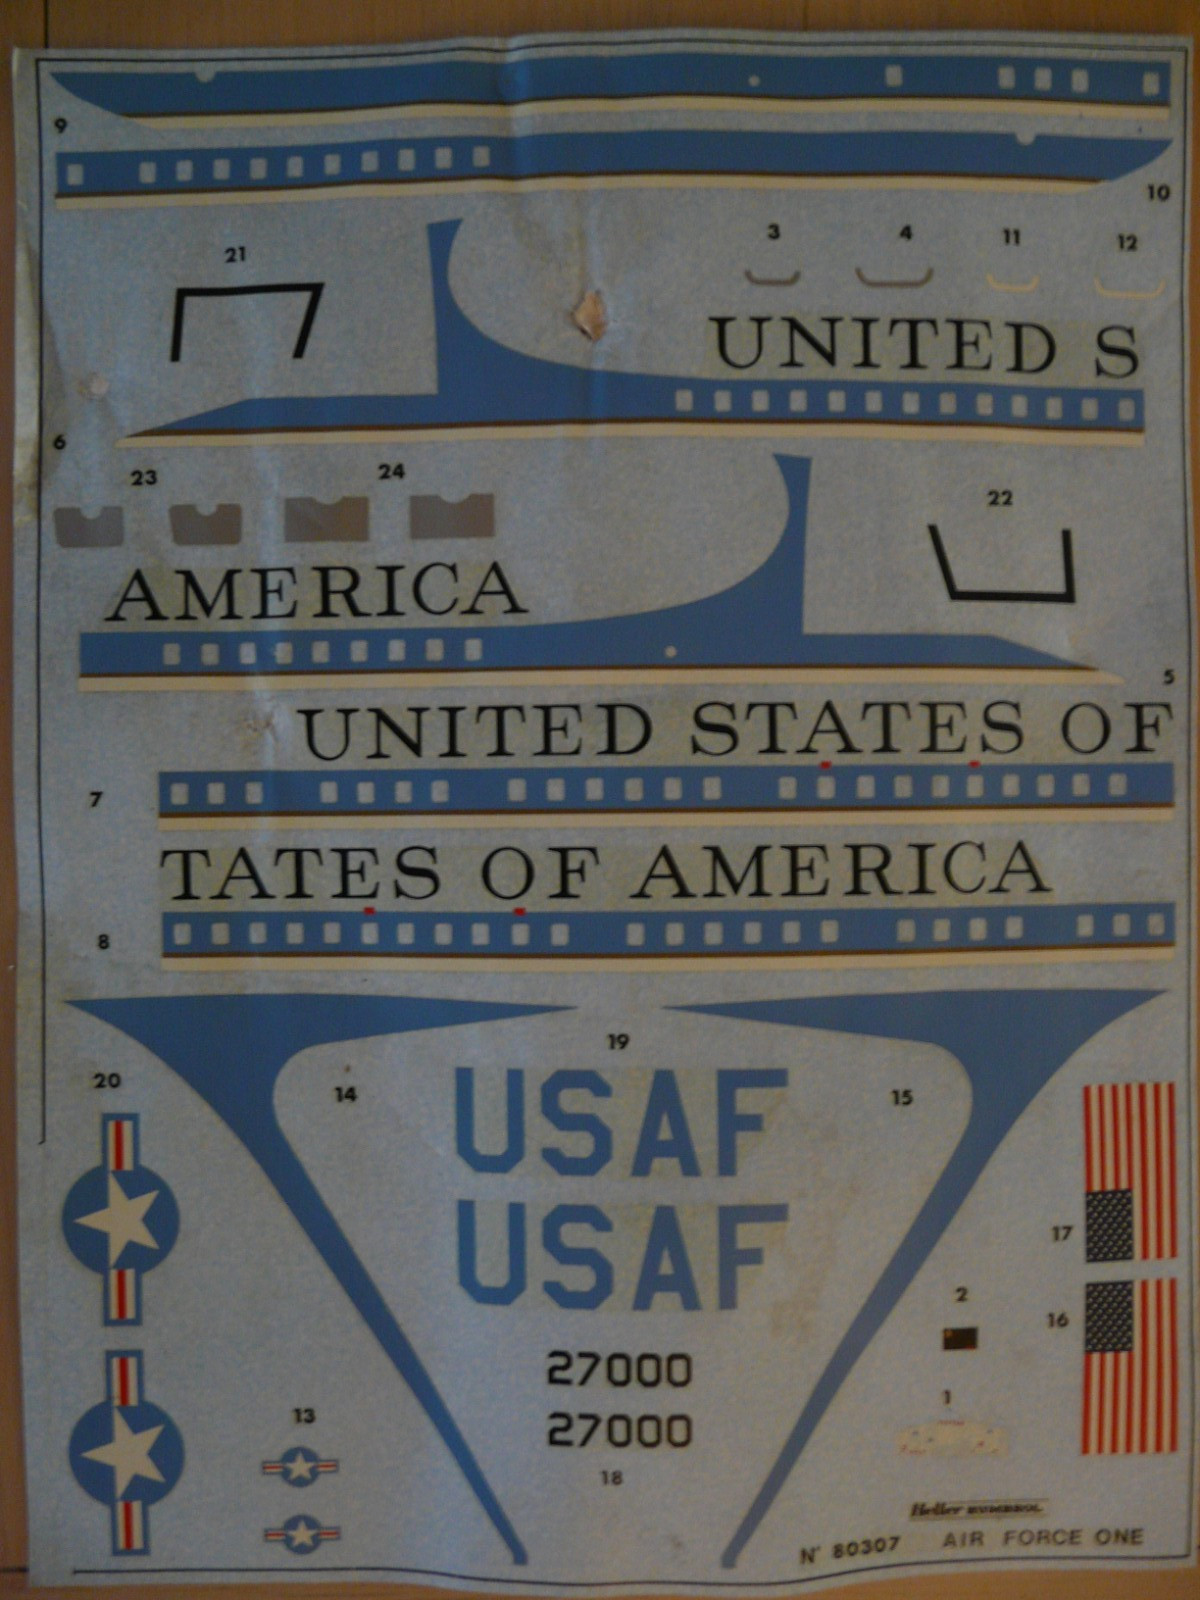 9
10
21
3 4 11 12
UNITED S
6
23 24
22
AMERICA
5
UNITED STATES OF
7
TATES OF AMERICA
8
19
20
14
15
USAF
USAF
17
2
16
27000
1
13
27000
18
Heller HUMBROL
N° 80307 AIR FORCE ONE